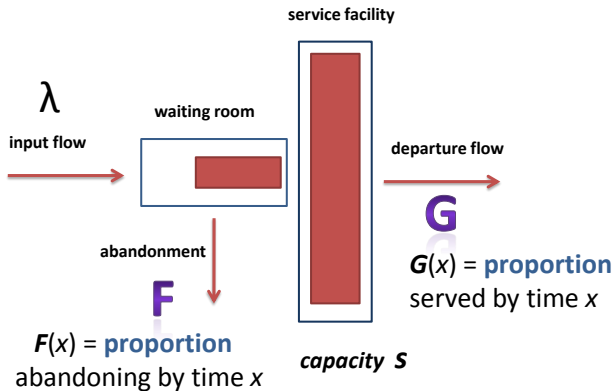 service facility
λ
waiting room
input flow
departure flow
abandonment
G
F
G(x) = proportion
served by time x
F(x) = proportion
abandoning by time x
capacity S